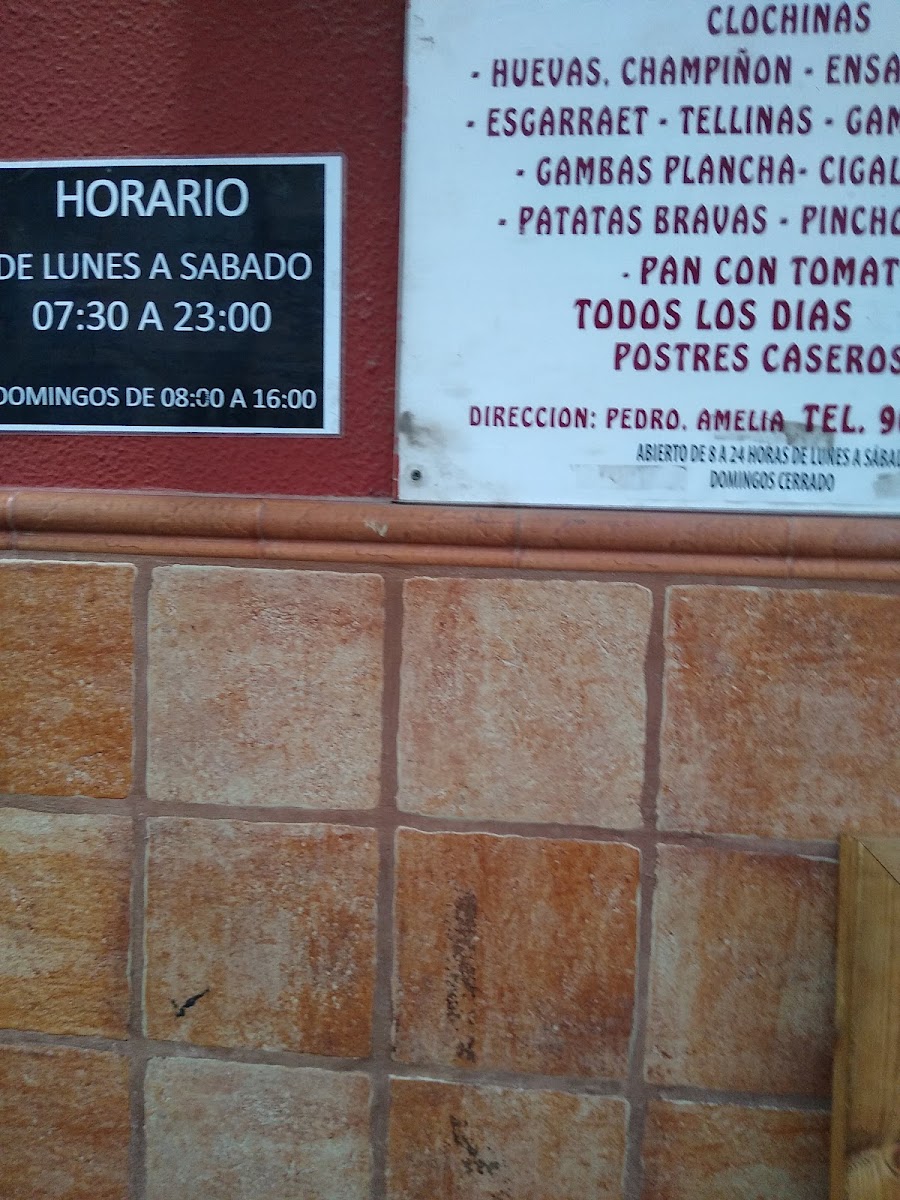 HORARIO
DE LUNES A SABADO
07:30 A 23:00
DOMINGOS DE 08:00 A 16:00
CLOCHINAS
- HUEVAS, CHAMPIÑON - ENSA
- ESGARRAET - TELLINAS - GAM
- GAMBAS PLANCHA- CIGAL
- PATATAS BRAVAS - PINCHO
- PAN CON TOMAT
TODOS LOS DIAS
POSTRES CASEROS
DIRECCION: PEDRO, AMELIA TEL. 96
ABIERTO DE 8 A 24 HORAS DE LUNES A SÁBA
DOMINGOS CERRADO